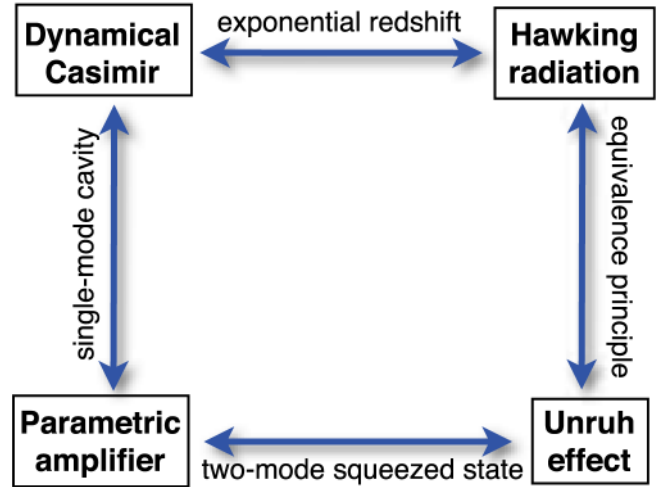 Dynamical
Casimir
exponential redshift
Hawking
radiation
single-mode cavity
equivalence principle
Parametric
amplifier
two-mode squeezed state
Unruh
effect